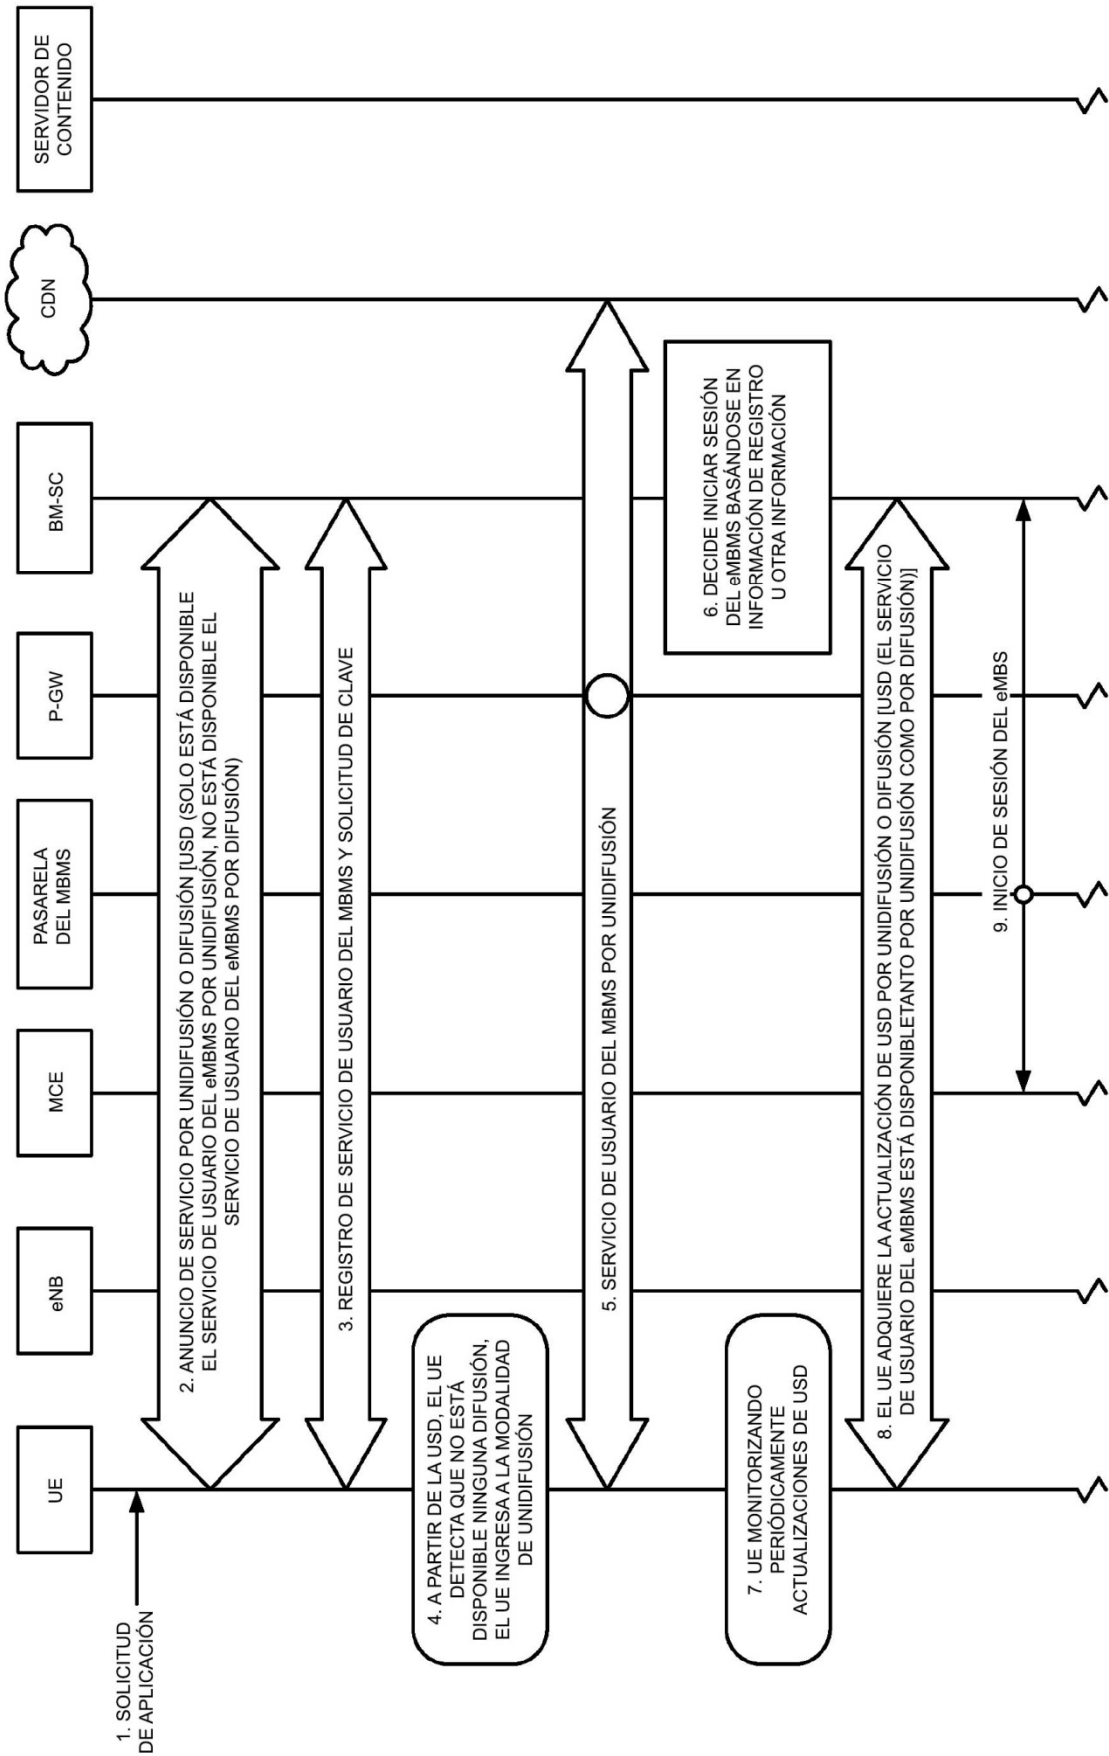 UE
eNB
MCE
PASARELA
DEL MBMS
P-GW
BM-SC
CDN
SERVIDOR DE
CONTENIDO
1. SOLICITUD
DE APLICACIÓN
2. ANUNCIO DE SERVICIO POR UNIDIFUSIÓN O DIFUSIÓN [USD (SOLO ESTÁ DISPONIBLE
EL SERVICIO DE USUARIO DEL eMBMS POR UNIDIFUSIÓN, NO ESTÁ DISPONIBLE EL
SERVICIO DE USUARIO DEL eMBMS POR DIFUSIÓN)
3. REGISTRO DE SERVICIO DE USUARIO DEL MBMS Y SOLICITUD DE CLAVE
4. A PARTIR DE LA USD, EL UE
DETECTA QUE NO ESTÁ
DISPONIBLE NINGUNA DIFUSIÓN,
EL UE INGRESA A LA MODALIDAD
DE UNIDIFUSIÓN
5. SERVICIO DE USUARIO DEL MBMS POR UNIDIFUSIÓN
6. DECIDE INICIAR SESIÓN
DEL eMBMS BASÁNDOSE EN
INFORMACIÓN DE REGISTRO
U OTRA INFORMACIÓN
7. UE MONITORIZANDO
PERIÓDICAMENTE
ACTUALIZACIONES DE USD
8. EL UE ADQUIERE LA ACTUALIZACIÓN DE USD POR UNIDIFUSIÓN O DIFUSIÓN [USD (EL SERVICIO
DE USUARIO DEL eMBMS ESTÁ DISPONIBLETANTO POR UNIDIFUSIÓN COMO POR DIFUSIÓN)]
9. INICIO DE SESIÓN DEL eMBS